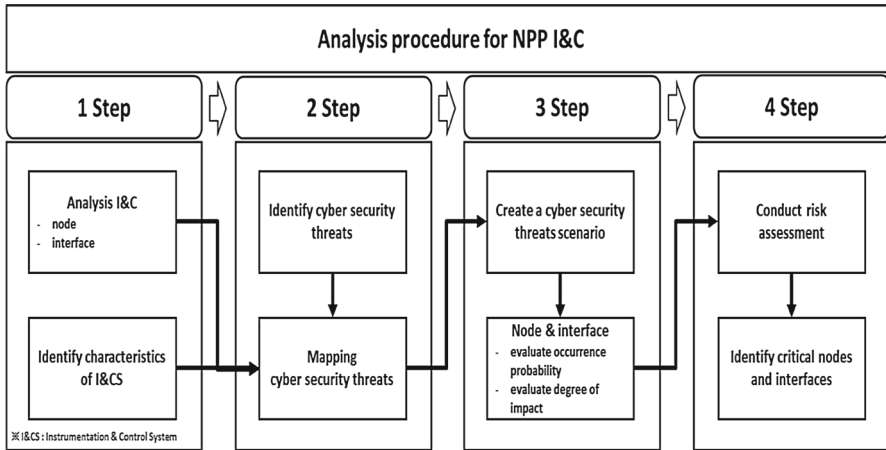 Analysis procedure for NPP I&C
1 Step
2 Step
3 Step
4 Step
Analysis I&C
- node
- interface
Identify characteristics
of I&CS
※ I&CS : Instrumentation & Control System
Identify cyber security
threats
Mapping
cyber security threats
Create a cyber security
threats scenario
Node & interface
- evaluate occurrence
probability
- evaluate degree of
impact
Conduct risk
assessment
Identify critical nodes
and interfaces